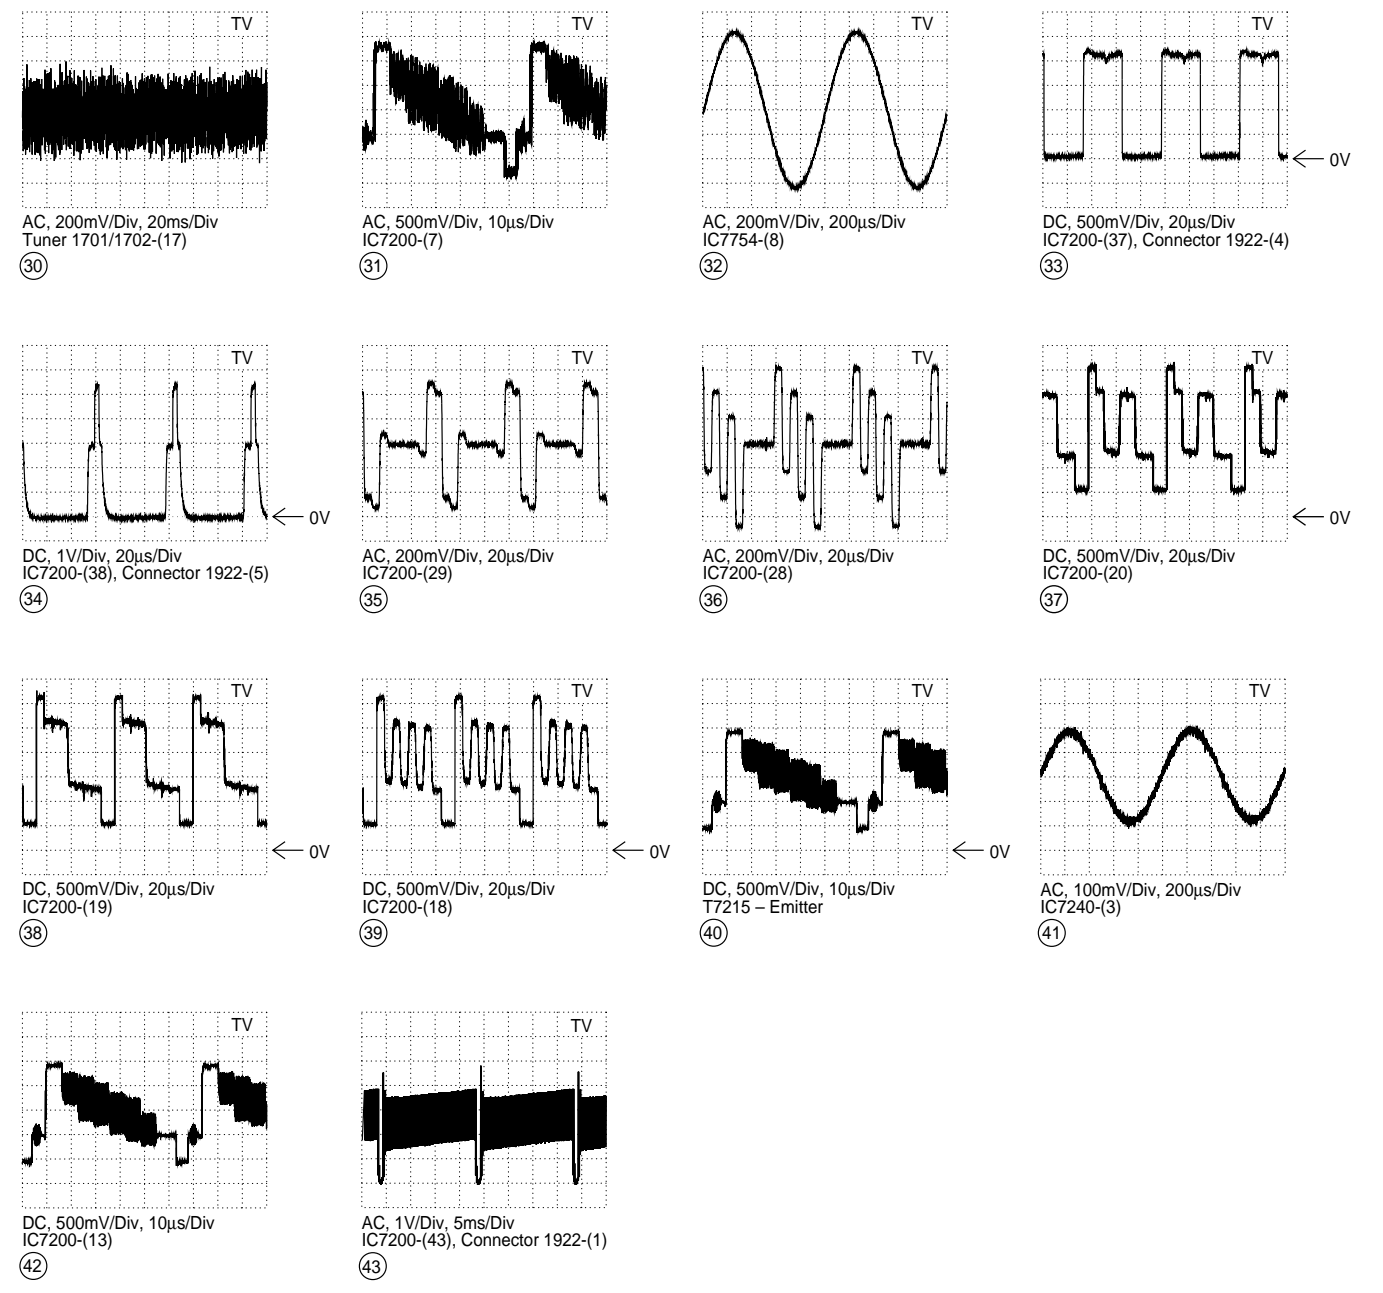 TV
AC, 200mV/Div, 20ms/Div
Tuner 1701/1702-(17)
30
TV
AC, 500mV/Div, 10µs/Div
IC7200-(7)
31
TV
AC, 200mV/Div, 200µs/Div
IC7754-(8)
32
TV
0V
DC, 500mV/Div, 20µs/Div
IC7200-(37), Connector 1922-(4)
33
TV
0V
DC, 1V/Div, 20µs/Div
IC7200-(38), Connector 1922-(5)
34
TV
AC, 200mV/Div, 20µs/Div
IC7200-(29)
35
TV
AC, 200mV/Div, 20µs/Div
IC7200-(28)
36
TV
0V
DC, 500mV/Div, 20µs/Div
IC7200-(20)
37
TV
0V
DC, 500mV/Div, 20µs/Div
IC7200-(19)
38
TV
0V
DC, 500mV/Div, 20µs/Div
IC7200-(18)
39
TV
0V
DC, 500mV/Div, 10µs/Div
T7215 – Emitter
40
TV
AC, 100mV/Div, 200µs/Div
IC7240-(3)
41
TV
DC, 500mV/Div, 10µs/Div
IC7200-(13)
42
TV
AC, 1V/Div, 5ms/Div
IC7200-(43), Connector 1922-(1)
43